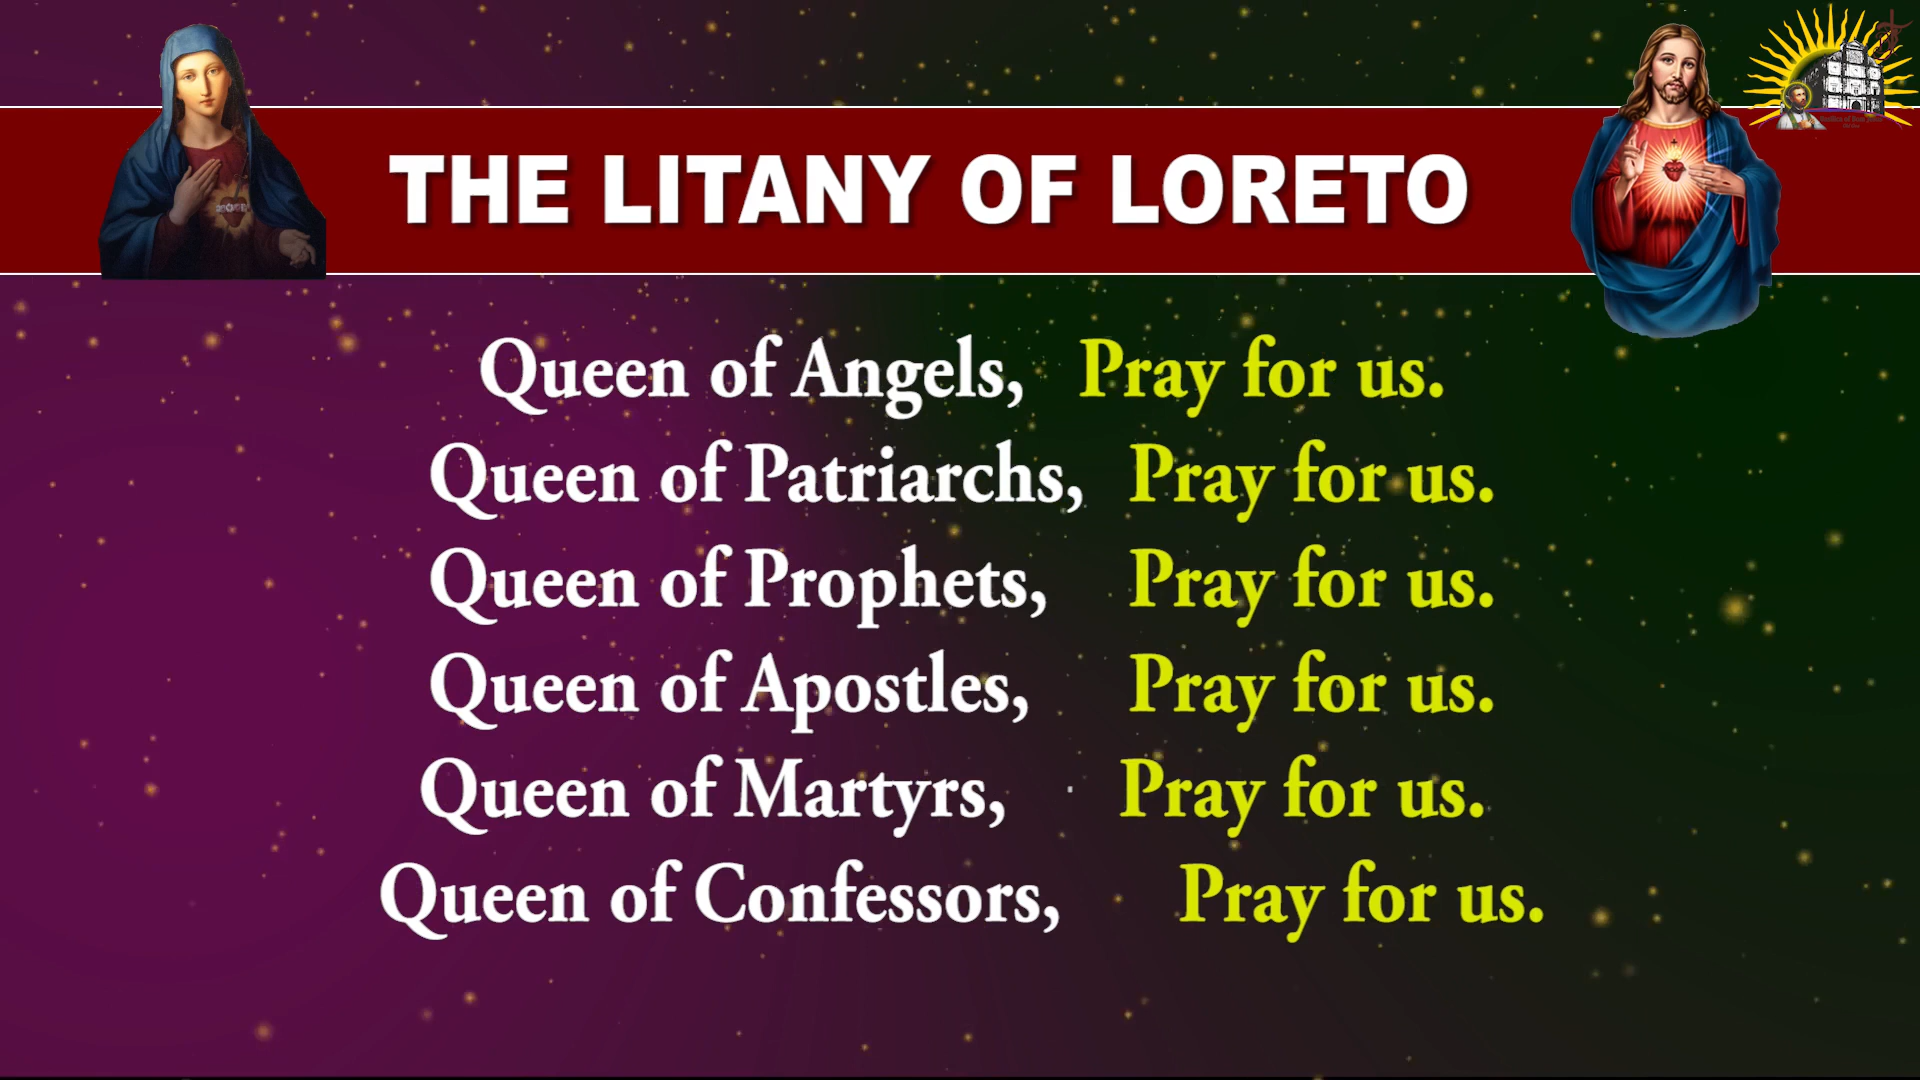 THE LITANY OF LORETO
Queen of Angels, Pray for us.
Queen of Patriarchs, Pray for us.
Queen of Prophets, Pray for us.
Queen of Apostles, Pray for us.
Queen of Martyrs, Pray for us.
Queen of Confessors, Pray for us.